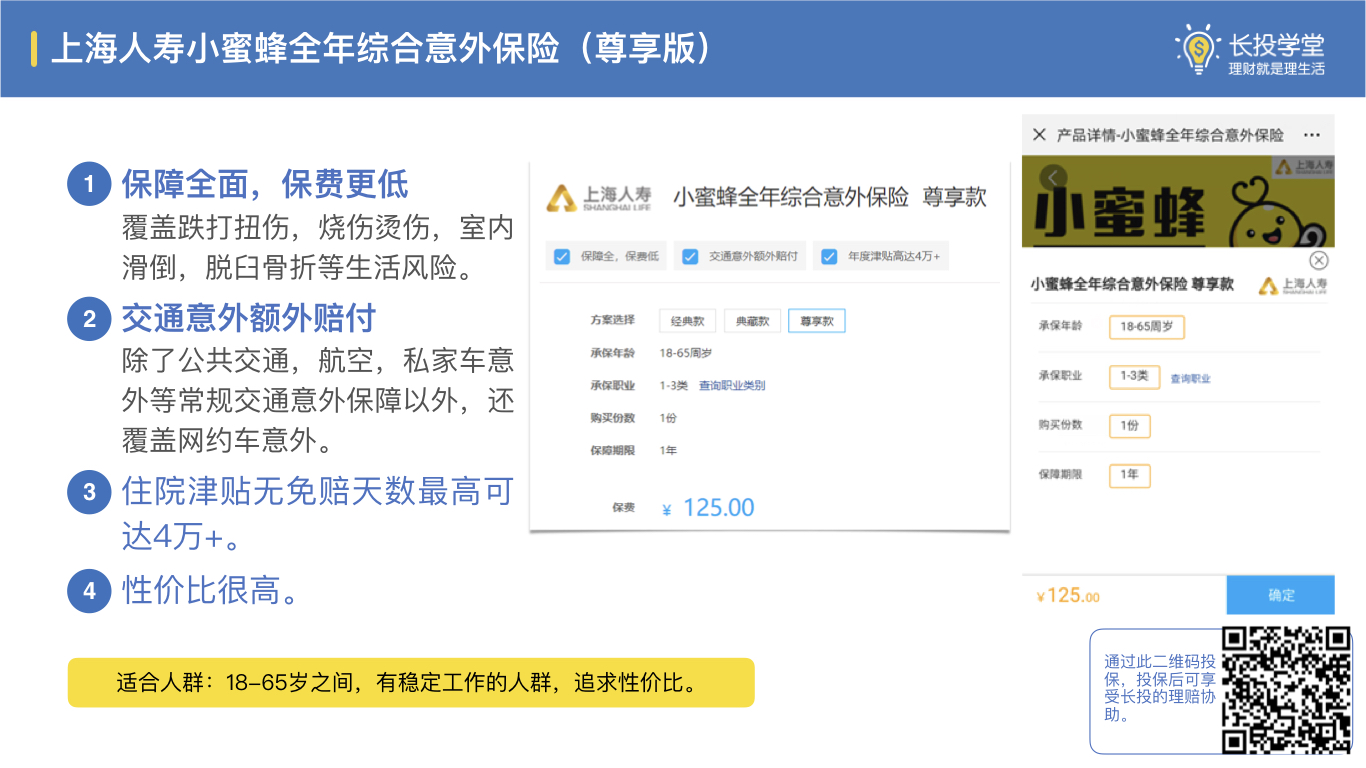 上海人寿小蜜蜂全年综合意外保险（尊享版）
长投学堂
理财就是理生活
1 保障全面，保费更低
覆盖跌打扭伤，烧伤烫伤，室内
滑倒，脱臼骨折等生活风险。
2 交通意外额外赔付
除了公共交通，航空，私家车意
外等常规交通意外保障以外，还
覆盖网约车意外。
3 住院津贴无免赔天数最高可
达4万+。
4 性价比很高。
适合人群：18-65岁之间，有稳定工作的人群，追求性价比。
上海人寿 小蜜蜂全年综合意外保险 尊享款
SHANGHAI LIFE
保障全，保费低 交通意外额外赔付 年度津贴高达4万+
方案选择 经典款 典藏款 尊享款
承保年龄 18-65周岁
承保职业 1-3类 查询职业类别
购买份数 1份
保障期限 1年
保费 ¥ 125.00
产品详情-小蜜蜂全年综合意外保险 ···
上海人寿
小蜜蜂
小蜜蜂全年综合意外保险 尊享款 上海人寿
SHANGHAI LIFE
承保年龄 18-65周岁
承保职业 1-3类 查询职业
购买份数 1份
保障期限 1年
¥125.00 确定
通过此二维码投
保，投保后可享
受长投的理赔协
助。